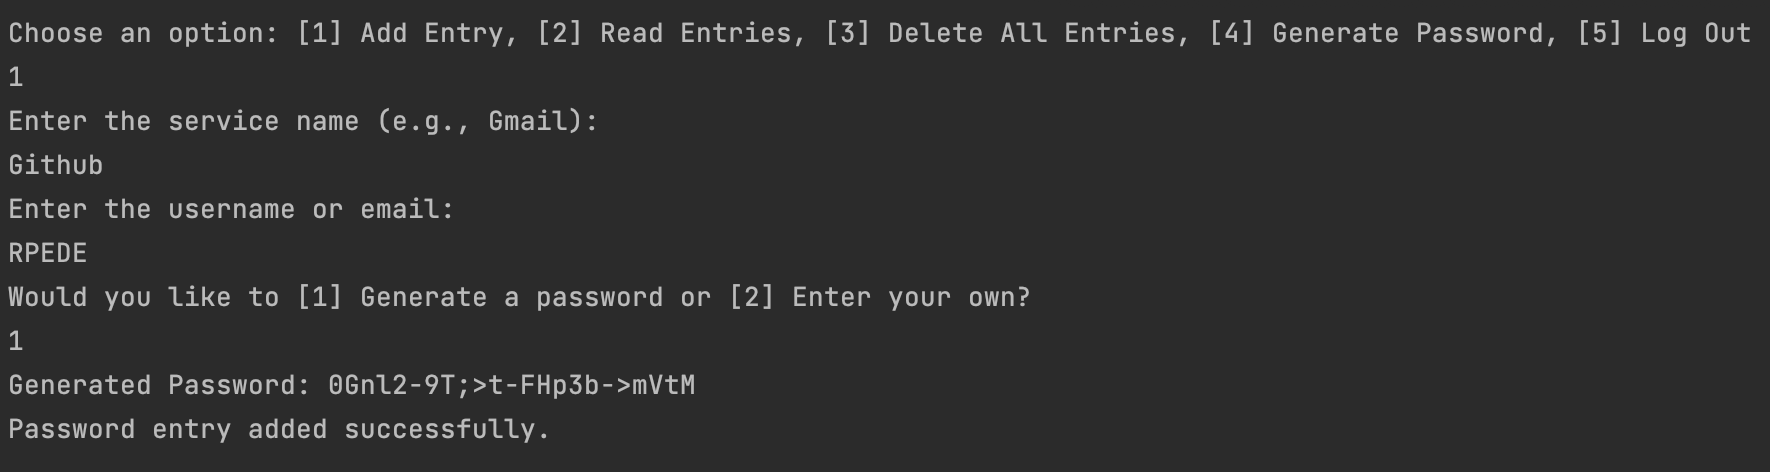 Choose an option: [1] Add Entry, [2] Read Entries, [3] Delete All Entries, [4] Generate Password, [5] Log Out
1
Enter the service name (e.g., Gmail):
Github
Enter the username or email:
RPEDE
Would you like to [1] Generate a password or [2] Enter your own?
1
Generated Password: 0Gnl2-9T;>t-FHp3b->mVtM
Password entry added successfully.